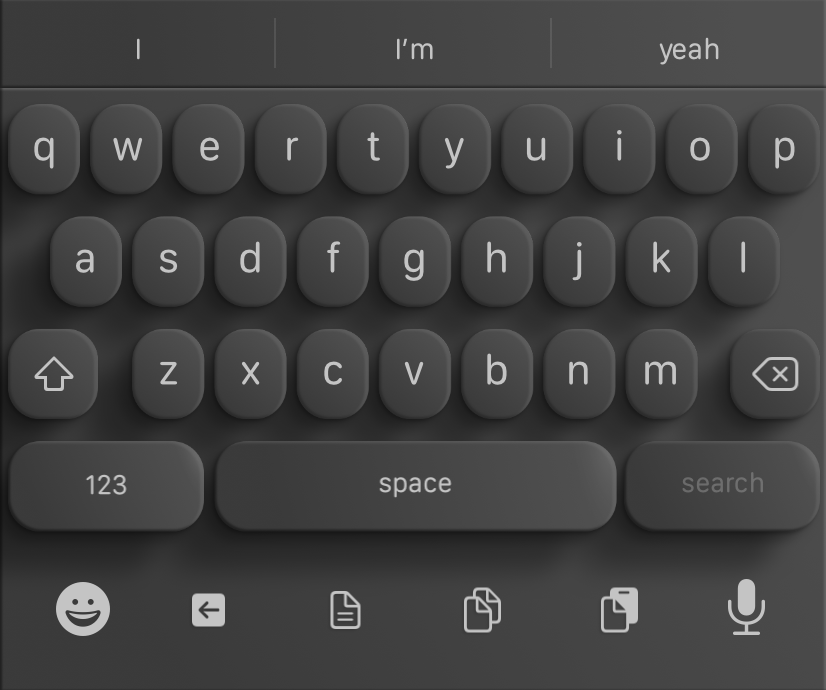 I I’m yeah
q w e r t y u i o p
a s d f g h j k l
z x c v b n m
123 space search